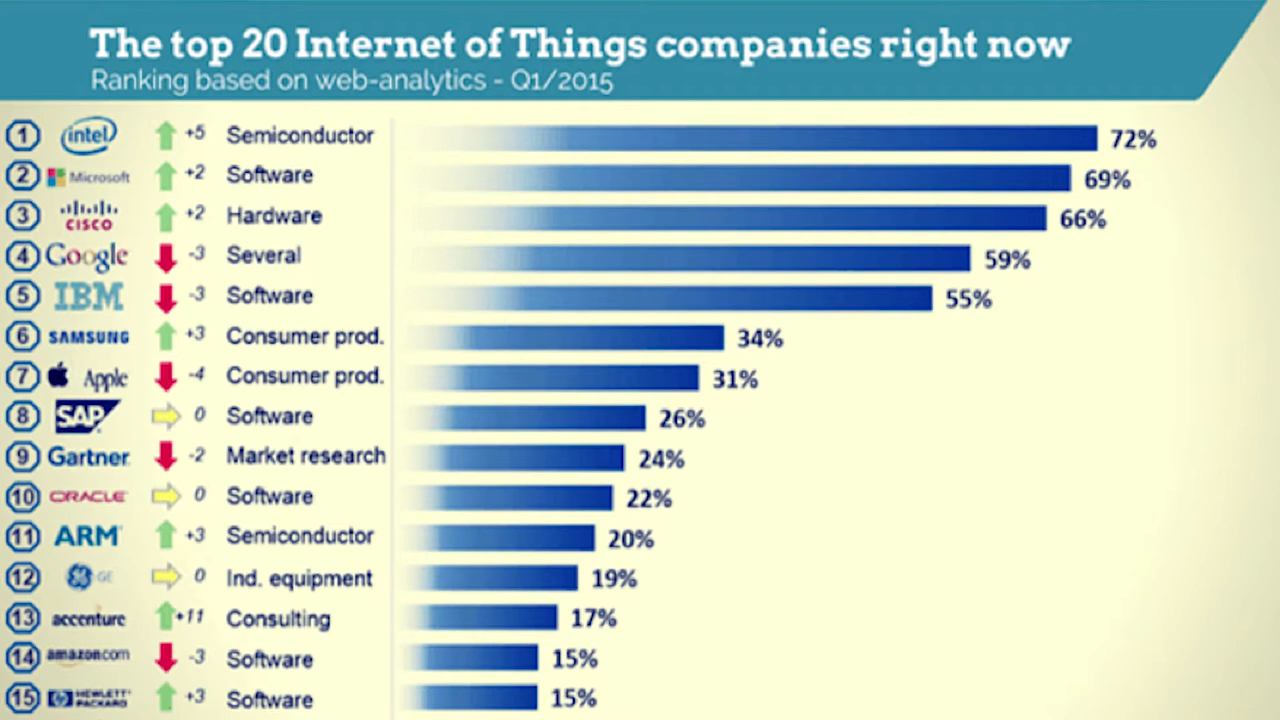 The top 20 Internet of Things companies right now
Ranking based on web-analytics - Q1/2015
1 intel +5 Semiconductor 72%
2 Microsoft +2 Software 69%
3 CISCO +2 Hardware 66%
4 Google -3 Several 59%
5 IBM -3 Software 55%
6 SAMSUNG +3 Consumer prod. 34%
7 Apple -4 Consumer prod. 31%
8 SAP 0 Software 26%
9 Gartner -2 Market research 24%
10 ORACLE 0 Software 22%
11 ARM +3 Semiconductor 20%
12 GE 0 Ind. equipment 19%
13 accenture +11 Consulting 17%
14 amazon.com -3 Software 15%
15 hp HEWLETT PACKARD +3 Software 15%